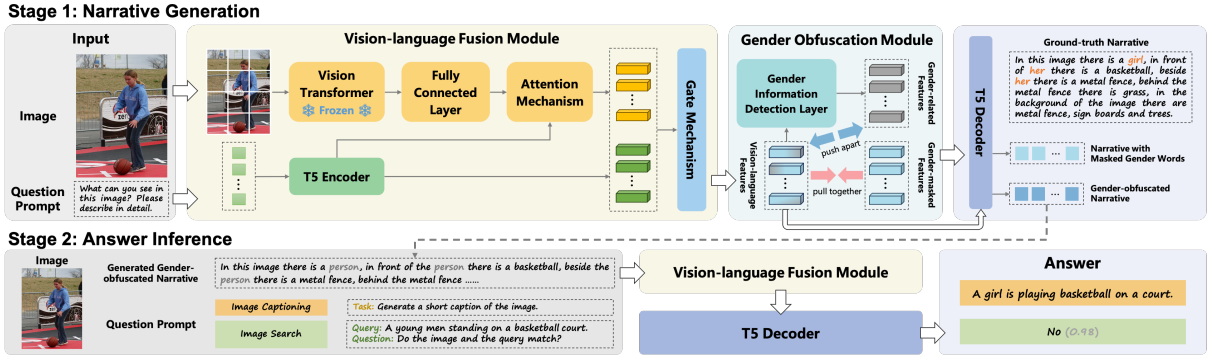 Stage 1: Narrative Generation
Input
Image
Question
Prompt
What can you see in
this image? Please
describe in detail.
Vision-language Fusion Module
Vision
Transformer
Frozen
Fully
Connected
Layer
Attention
Mechanism
T5 Encoder
Gate Mechanism
Gender Obfuscation Module
Gender
Information
Detection Layer
Gender-related
Features
push apart
Vision-language
Features
pull together
Gender-masked
Features
T5 Decoder
Ground-truth Narrative
In this image there is a girl, in front
of her there is a basketball, beside
her there is a metal fence, behind the
metal fence there is grass, in the
background of the image there are
metal fence, sign boards and trees.
Narrative with
Masked Gender Words
Gender-obfuscated
Narrative
Stage 2: Answer Inference
Image
Generated Gender-
obfuscated Narrative
In this image there is a person, in front of the person there is a basketball, beside the
person there is a metal fence, behind the metal fence ......
Question Prompt
Image Captioning
Task: Generate a short caption of the image.
Image Search
Query: A young men standing on a basketball court.
Question: Do the image and the query match?
Vision-language Fusion Module
T5 Decoder
Answer
A girl is playing basketball on a court.
No (0.98)